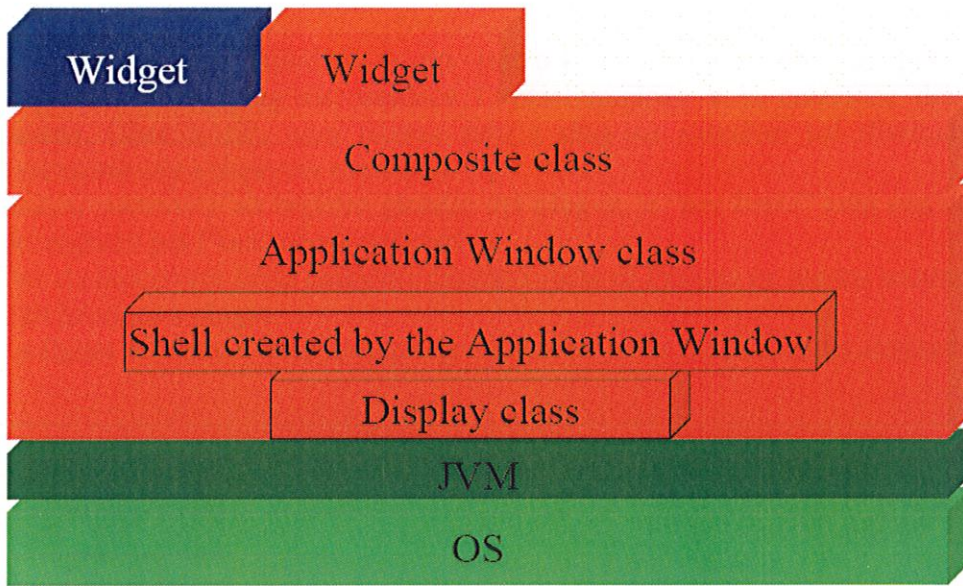 Widget
Widget
Composite class
Application Window class
Shell created by the Application Window
Display class
JVM
OS